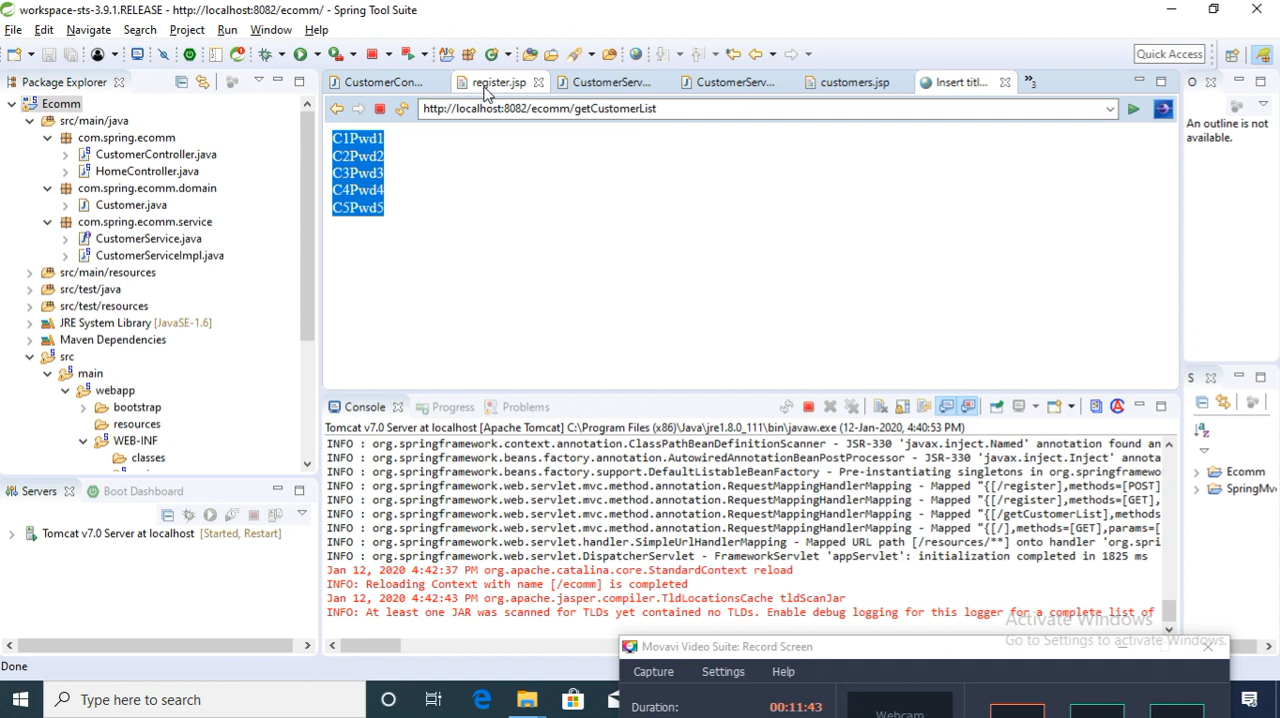 workspace-sts-3.9.1.RELEASE - http://localhost:8082/ecomm/ - Spring Tool Suite
File Edit Navigate Search Project Run Window Help
Quick Access
Package Explorer
CustomerCon...
register.jsp
CustomerServ...
CustomerServ...
customers.jsp
Insert titl...
»3
O
http://localhost:8082/ecomm/getCustomerList
An outline is not
available.
Ecomm
src/main/java
com.spring.ecomm
CustomerController.java
HomeController.java
com.spring.ecomm.domain
Customer.java
com.spring.ecomm.service
CustomerService.java
CustomerServiceImpl.java
src/main/resources
src/test/java
src/test/resources
JRE System Library [JavaSE-1.6]
Maven Dependencies
src
main
webapp
bootstrap
resources
WEB-INF
classes
C1Pwd1
C2Pwd2
C3Pwd3
C4Pwd4
C5Pwd5
Console Progress Problems
Tomcat v7.0 Server at localhost [Apache Tomcat] C:\Program Files (x86)\Java\jre1.8.0_111\bin\javaw.exe (12-Jan-2020, 4:40:53 PM)
INFO : org.springframework.context.annotation.ClassPathBeanDefinitionScanner - JSR-330 'javax.inject.Named' annotation found an
INFO : org.springframework.beans.factory.annotation.AutowiredAnnotationBeanPostProcessor - JSR-330 'javax.inject.Inject' annota
INFO : org.springframework.beans.factory.support.DefaultListableBeanFactory - Pre-instantiating singletons in org.springframewo
INFO : org.springframework.web.servlet.mvc.method.annotation.RequestMappingHandlerMapping - Mapped "{[/register],methods=[POST]
INFO : org.springframework.web.servlet.mvc.method.annotation.RequestMappingHandlerMapping - Mapped "{[/register],methods=[GET],
INFO : org.springframework.web.servlet.mvc.method.annotation.RequestMappingHandlerMapping - Mapped "{[/getCustomerList],methods
INFO : org.springframework.web.servlet.mvc.method.annotation.RequestMappingHandlerMapping - Mapped "{[/],methods=[GET],params=[
INFO : org.springframework.web.servlet.handler.SimpleUrlHandlerMapping - Mapped URL path [/resources/**] onto handler 'org.spri
INFO : org.springframework.web.servlet.DispatcherServlet - FrameworkServlet 'appServlet': initialization completed in 1825 ms
Jan 12, 2020 4:42:37 PM org.apache.catalina.core.StandardContext reload
INFO: Reloading Context with name [/ecomm] is completed
Jan 12, 2020 4:42:43 PM org.apache.jasper.compiler.TldLocationsCache tldScanJar
INFO: At least one JAR was scanned for TLDs yet contained no TLDs. Enable debug logging for this logger for a complete list of
S
Ecomm
SpringMv
Servers Boot Dashboard
Tomcat v7.0 Server at localhost [Started, Restart]
Activate Windows
Go to Settings to activate Windows.
Movavi Video Suite: Record Screen
Capture Settings Help
Duration: 00:11:43
Webcam
Done
Type here to search